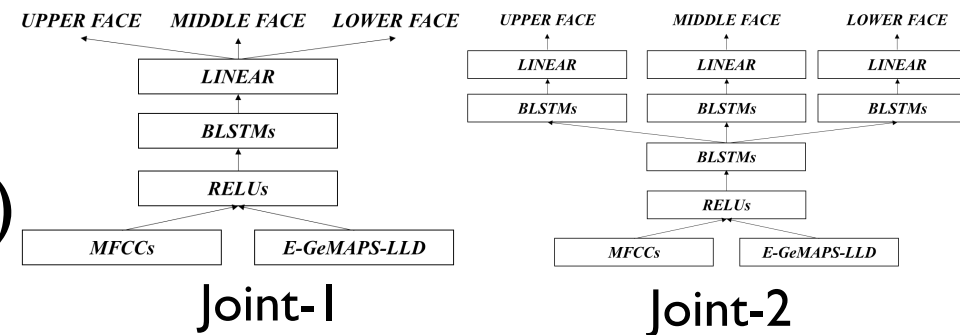 UPPER FACE MIDDLE FACE LOWER FACE
LINEAR
BLSTMs
RELUs
MFCCs E-GeMAPS-LLD
Joint-1
UPPER FACE MIDDLE FACE LOWER FACE
LINEAR LINEAR LINEAR
BLSTMs BLSTMs BLSTMs
BLSTMs
RELUs
MFCCs E-GeMAPS-LLD
Joint-2
)